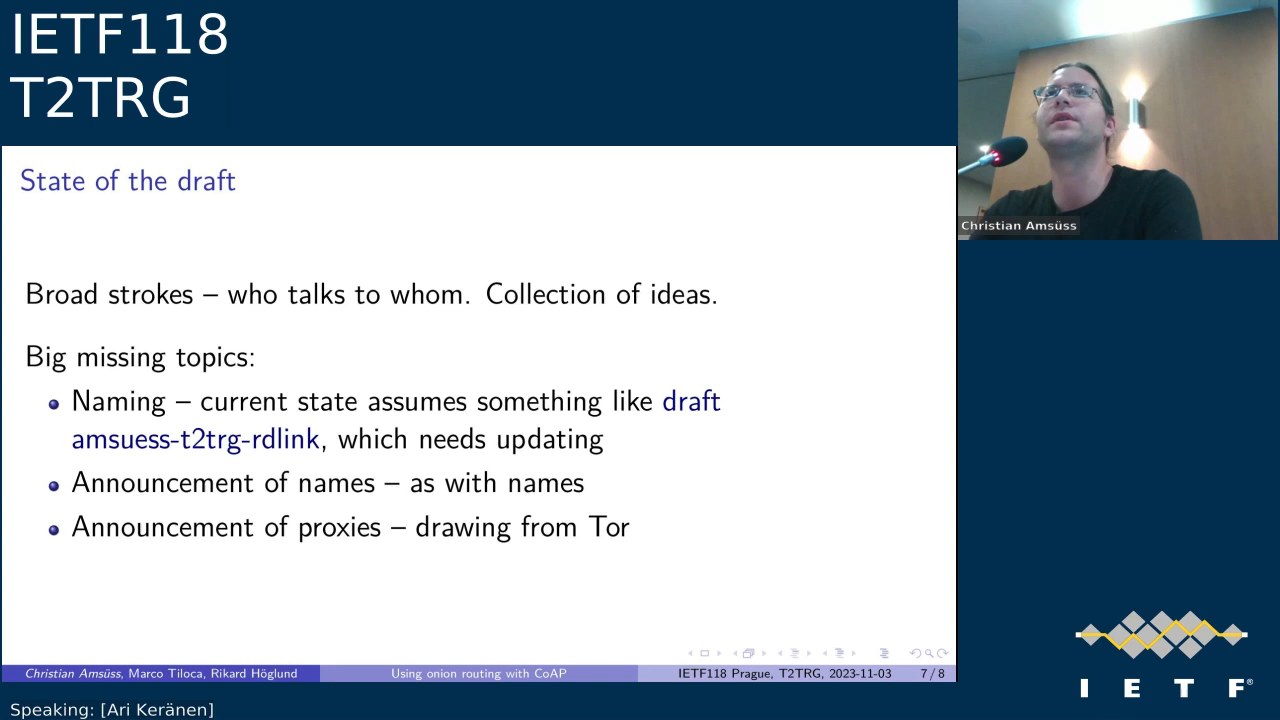 IETF118
T2TRG
Christian Amsüss
State of the draft
Broad strokes – who talks to whom. Collection of ideas.
Big missing topics:
Naming – current state assumes something like draft
amsuess-t2trg-rdlink, which needs updating
Announcement of names – as with names
Announcement of proxies – drawing from Tor
Christian Amsüss, Marco Tiloca, Rikard Höglund
Using onion routing with CoAP
IETF118 Prague, T2TRG, 2023-11-03
7 / 8
I E T F®
Speaking: [Ari Keränen]